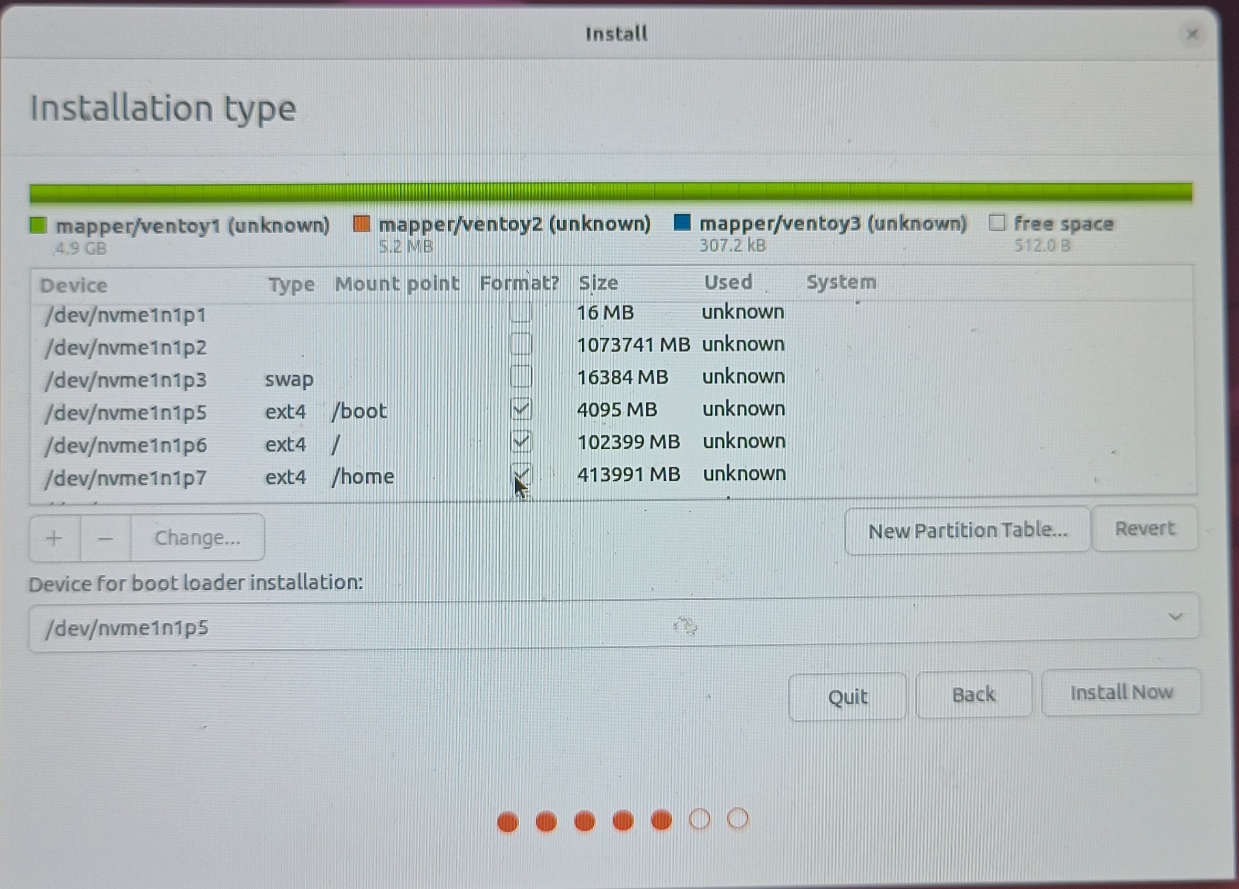 Install
Installation type
mapper/ventoy1 (unknown) mapper/ventoy2 (unknown) mapper/ventoy3 (unknown) free space
4.9 GB 5.2 MB 307.2 kB 512.0 B
Device Type Mount point Format? Size Used System
/dev/nvme1n1p1 16 MB unknown
/dev/nvme1n1p2 1073741 MB unknown
/dev/nvme1n1p3 swap 16384 MB unknown
/dev/nvme1n1p5 ext4 /boot 4095 MB unknown
/dev/nvme1n1p6 ext4 / 102399 MB unknown
/dev/nvme1n1p7 ext4 /home 413991 MB unknown
+ − Change... New Partition Table... Revert
Device for boot loader installation:
/dev/nvme1n1p5
Quit Back Install Now